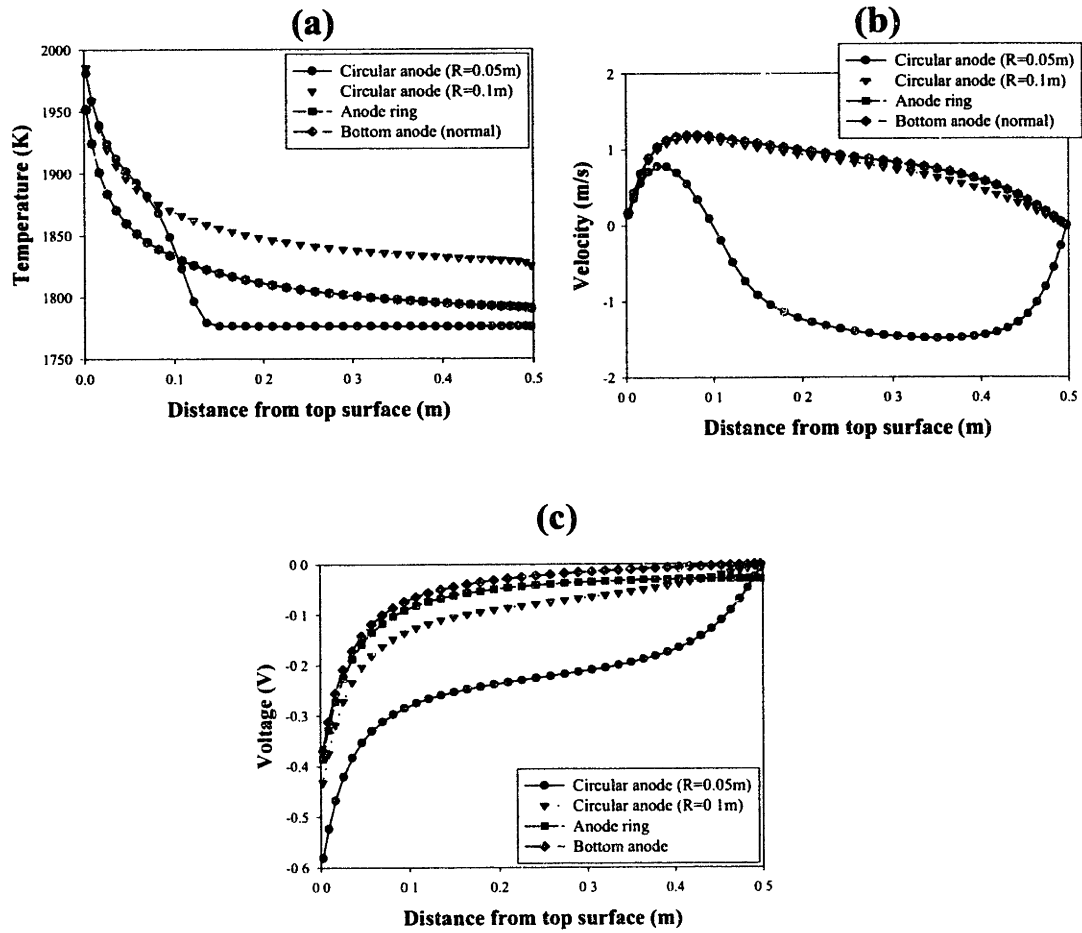 (a)
2000
1950
1900
1850
1800
1750
Temperature (K)
Circular anode (R=0.05m)
Circular anode (R=0.1m)
Anode ring
Bottom anode (normal)
0.0 0.1 0.2 0.3 0.4 0.5
Distance from top surface (m)
(b)
2
1
0
-1
-2
Velocity (m/s)
Circular anode (R=0.05m)
Circular anode (R=0.1m)
Anode ring
Bottom anode (normal)
0 0 0 1 0 2 0 3 0 4 0 5
Distance from top surface (m)
(c)
0 0
-0.1
-0.2
-0.3
-0.4
-0.5
-0 6
Voltage (V)
Circular anode (R=0.05m)
Circular anode (R=0 1m)
Anode ring
Bottom anode
0 0 0 1 0 2 0 3 0 4 0 5
Distance from top surface (m)